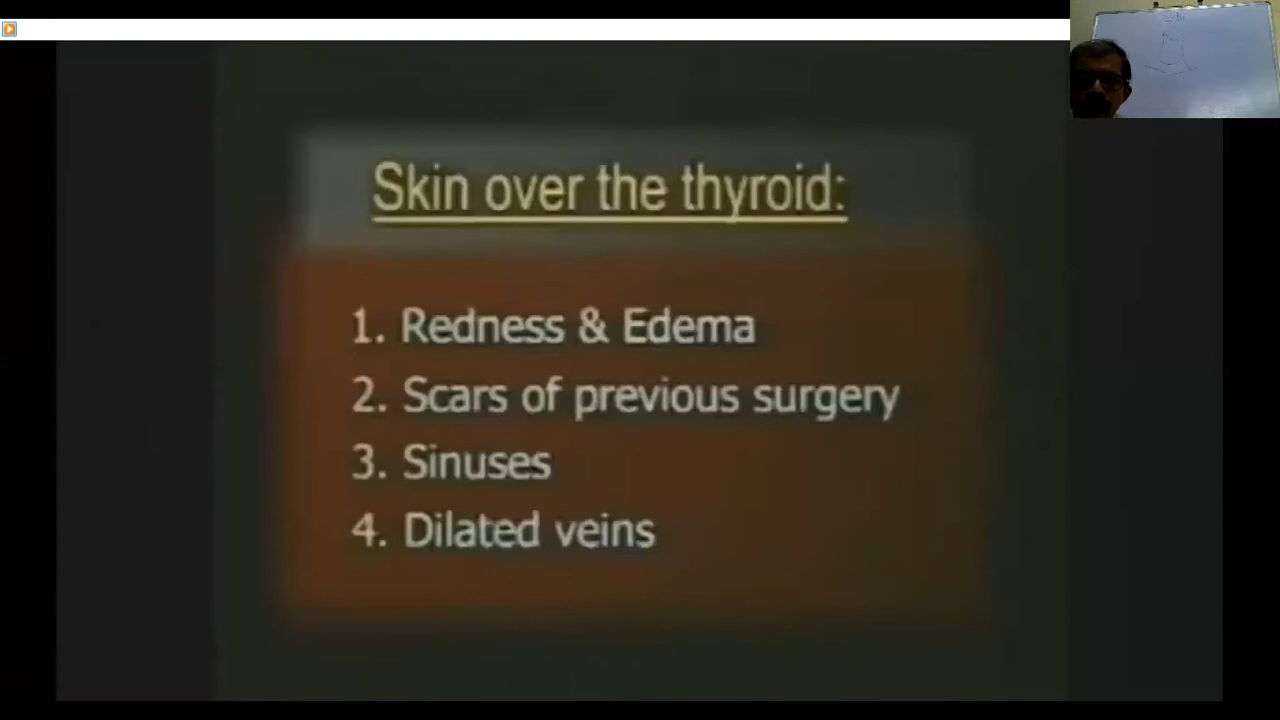 Skin over the thyroid:
1. Redness & Edema
2. Scars of previous surgery
3. Sinuses
4. Dilated veins